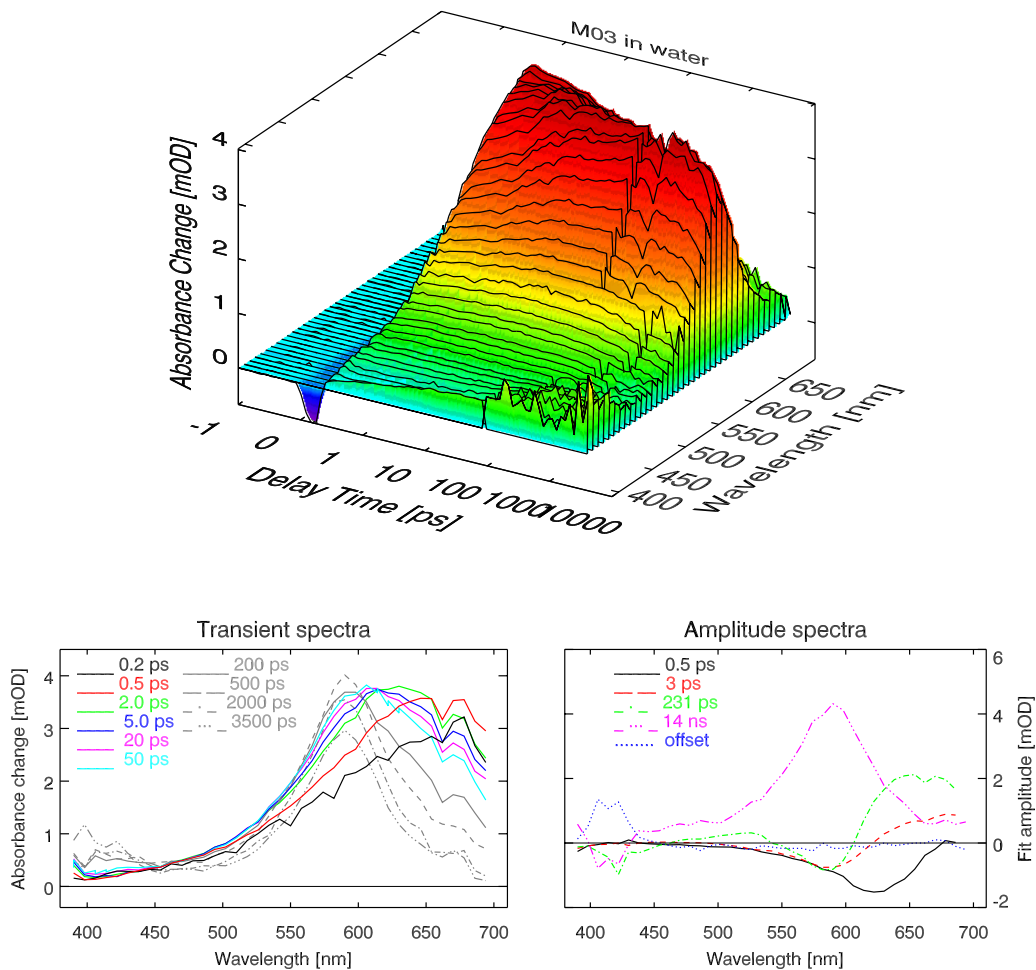 M03 in water
Absorbance Change [mOD]
4
3
2
1
0
-1 0 1 10 100 1000 10000
Delay Time [ps]
400 450 500 550 600 650
Wavelength [nm]
Transient spectra
Absorbance change [mOD]
4
3
2
1
0
0.2 ps
0.5 ps
2.0 ps
5.0 ps
20 ps
50 ps
200 ps
500 ps
2000 ps
3500 ps
400 450 500 550 600 650 700
Wavelength [nm]
Amplitude spectra
0.5 ps
3 ps
231 ps
14 ns
offset
6
4
2
0
-2
Fit amplitude [mOD]
400 450 500 550 600 650 700
Wavelength [nm]